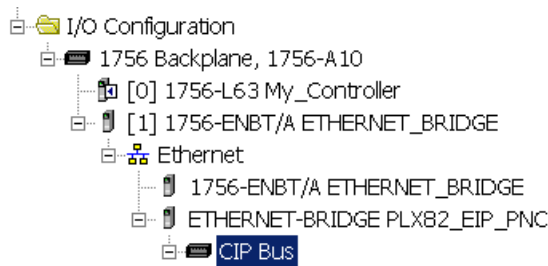 I/O Configuration
1756 Backplane, 1756-A10
[0] 1756-L63 My_Controller
[1] 1756-ENBT/A ETHERNET_BRIDGE
Ethernet
1756-ENBT/A ETHERNET_BRIDGE
ETHERNET-BRIDGE PLX82_EIP_PNC
CIP Bus